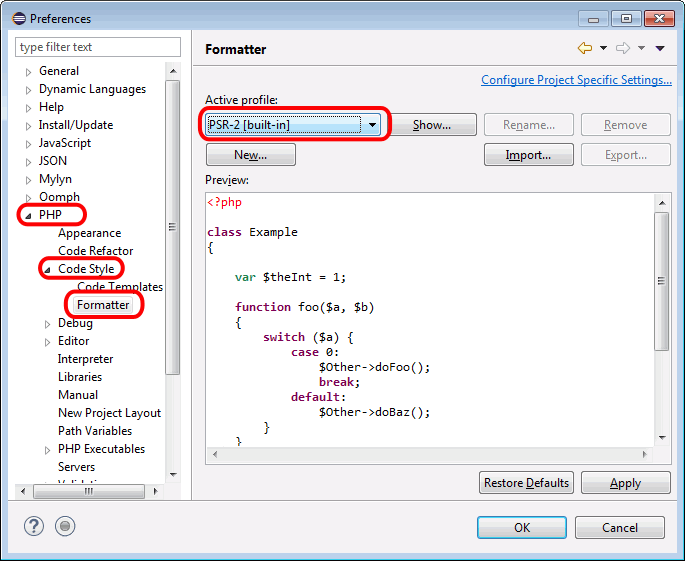 Preferences
type filter text
General
Dynamic Languages
Help
Install/Update
JavaScript
JSON
Mylyn
Oomph
PHP
Appearance
Code Refactor
Code Style
Code Templates
Formatter
Debug
Editor
Interpreter
Libraries
Manual
New Project Layout
Path Variables
PHP Executables
Servers
Formatter
Configure Project Specific Settings...
Active profile:
PSR-2 [built-in] Show... Rename... Remove
New... Import... Export...
Preview:
<?php
class Example
{
var $theInt = 1;
function foo($a, $b)
{
switch ($a) {
case 0:
$Other->doFoo();
break;
default:
$Other->doBaz();
}
}
Restore Defaults Apply
? OK Cancel